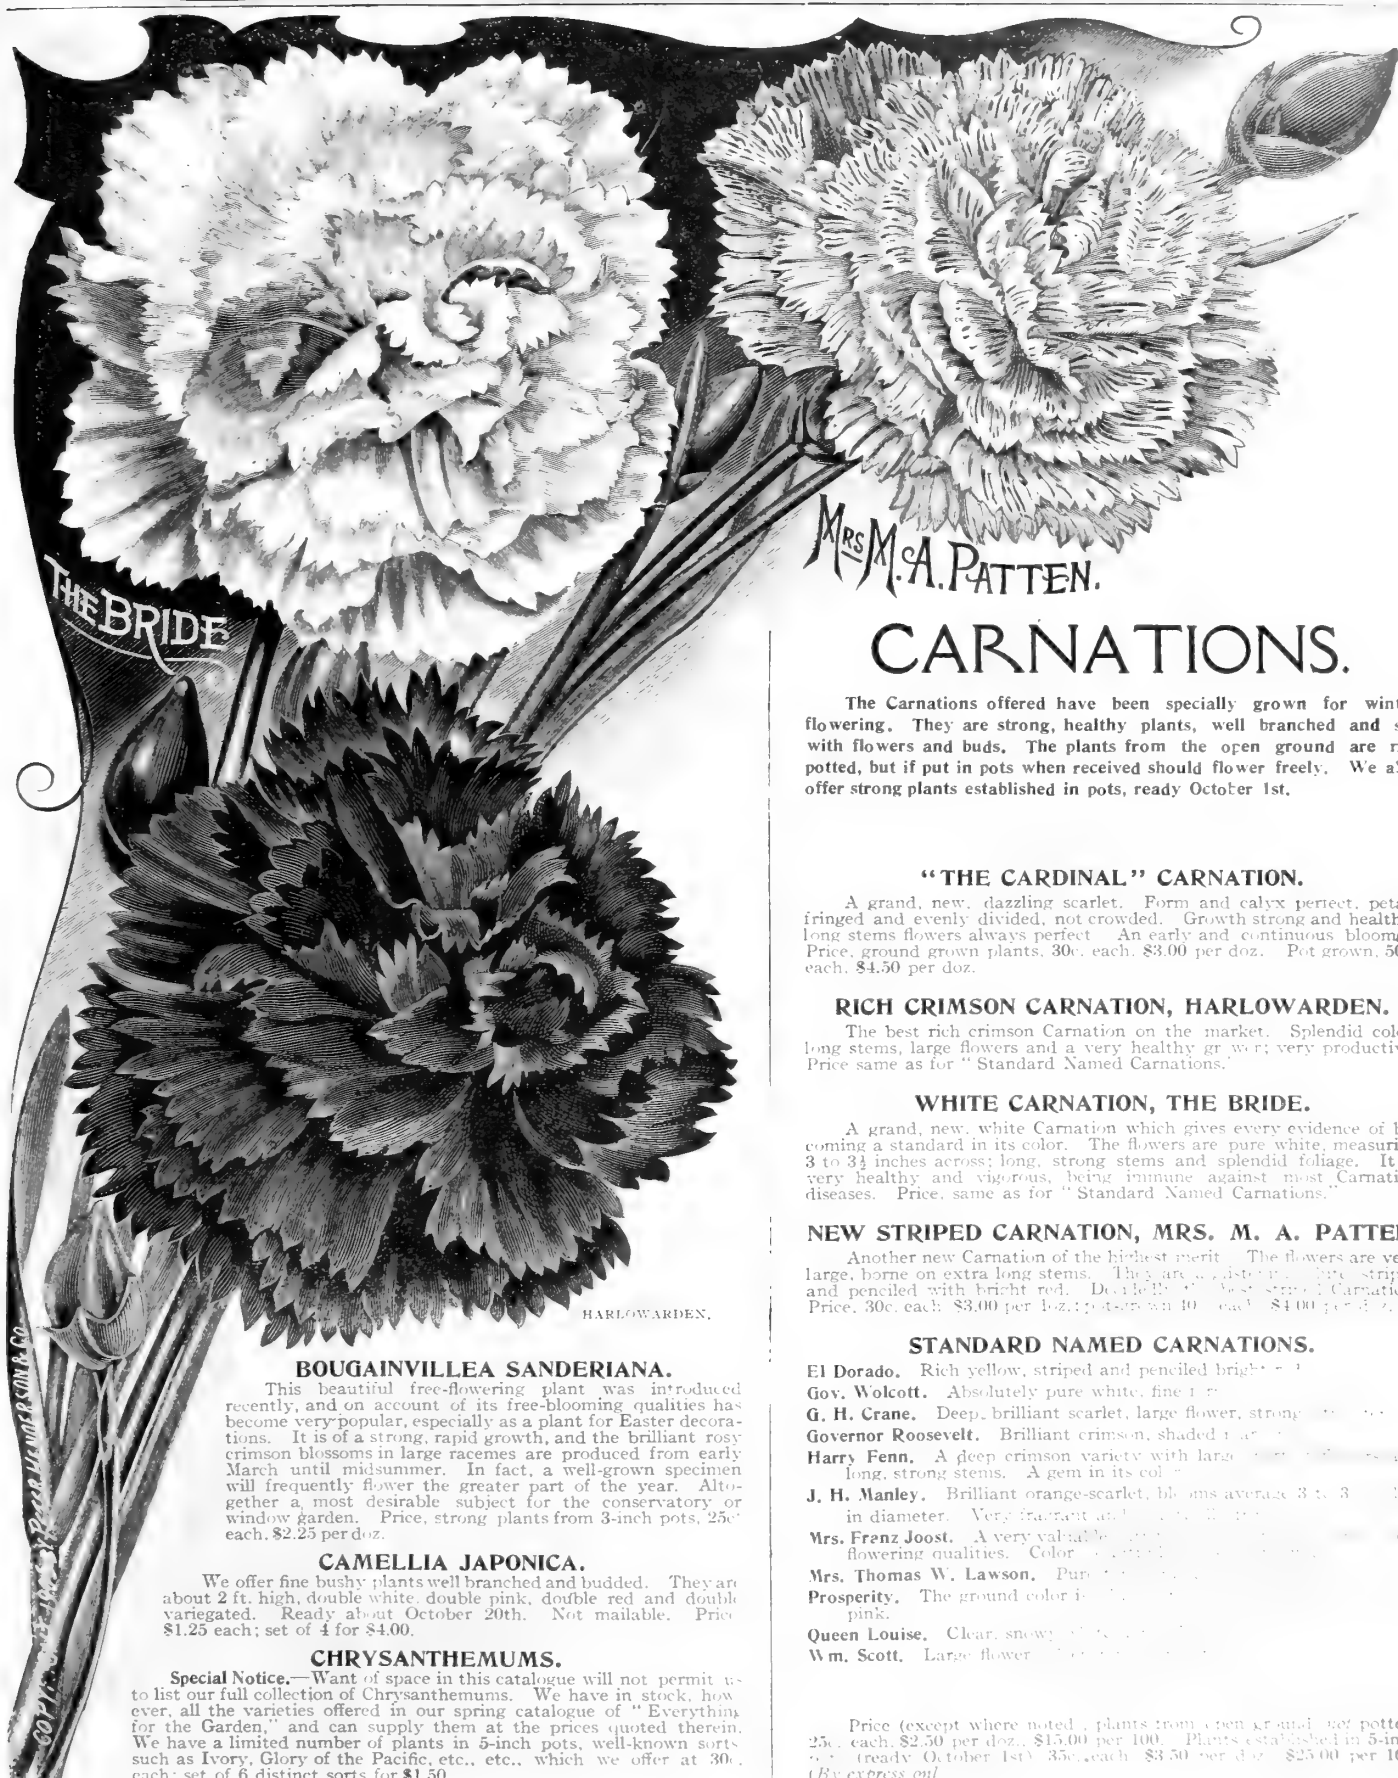 THE BRIDE
MRS M. A. PATTEN.
HARLOWARDEN.
BOUGAINVILLEA SANDERIANA.
This beautiful free-flowering plant was introduced
recently, and on account of its free-blooming qualities has
become very popular, especially as a plant for Easter decora-
tions. It is of a strong, rapid growth, and the brilliant rosy
crimson blossoms in large racemes are produced from early
March until midsummer. In fact, a well-grown specimen
will frequently flower the greater part of the year. Alto-
gether a most desirable subject for the conservatory or
window garden. Price, strong plants from 3-inch pots, 25c.
each, $2.25 per doz.
CAMELLIA JAPONICA.
We offer fine bushy plants well branched and budded. They are
about 2 ft. high, double white, double pink, double red and double
variegated. Ready about October 20th. Not mailable. Price
$1.25 each; set of 4 for $4.00.
CHRYSANTHEMUMS.
Special Notice.—Want of space in this catalogue will not permit us
to list our full collection of Chrysanthemums. We have in stock, how
ever, all the varieties offered in our spring catalogue of "Everything
for the Garden," and can supply them at the prices quoted therein.
We have a limited number of plants in 5-inch pots, well-known sorts
such as Ivory, Glory of the Pacific, etc., etc., which we offer at 30c.
each; set of 6 distinct sorts for $1.50
CARNATIONS.
The Carnations offered have been specially grown for
flowering. They are strong, healthy plants, well branched and
with flowers and buds. The plants from the open ground are
potted, but if put in pots when received should flower freely. We
offer strong plants established in pots, ready October 1st.
"THE CARDINAL" CARNATION.
A grand, new, dazzling scarlet. Form and calyx perfect,
fringed and evenly divided, not crowded. Growth strong and
long stems flowers always perfect An early and continuous
Price, ground grown plants, 30c. each, $3.00 per doz. Pot grown,
each, $4.50 per doz.
RICH CRIMSON CARNATION, HARLOWARDEN.
The best rich crimson Carnation on the market. Splendid
long stems, large flowers and a very healthy grower; very
Price same as for "Standard Named Carnations."
WHITE CARNATION, THE BRIDE.
A grand, new, white Carnation which gives every evidence of
coming a standard in its color. The flowers are pure white,
3 to 3½ inches across; long, strong stems and splendid foliage. It
very healthy and vigorous, being immune against most
diseases. Price, same as for "Standard Named Carnations."
NEW STRIPED CARNATION, MRS. M. A.
Another new Carnation of the highest merit The flowers are
large, borne on extra long stems. They are
and penciled with bright red.
Price, 30c. each $3.00 per doz.; $4.00
STANDARD NAMED CARNATIONS.
El Dorado. Rich yellow, striped and penciled
Gov. Wolcott. Absolutely pure white, fine
G. H. Crane. Deep, brilliant scarlet, large flower, strong
Governor Roosevelt. Brilliant crimson, shaded
Harry Fenn. A deep crimson variety with large
long, strong stems. A gem in its
J. H. Manley. Brilliant orange-scarlet, blooms average 3 to 3
in diameter. Very fragrant
Mrs. Franz Joost. A very valuable
flowering qualities. Color
Mrs. Thomas W. Lawson.
Prosperity. The ground color
pink.
Queen Louise. Clear, snowy
Wm. Scott. Large flower
Price (except where noted, plants from open ground, not
25c. each, $2.50 per doz., $15.00 per 100. Plants established in
(ready October 1st) 35c. each $3.50 per doz. $25.00 per
(By express